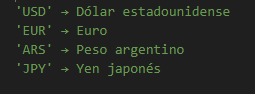 'USD' → Dólar estadounidense
'EUR' → Euro
'ARS' → Peso argentino
'JPY' → Yen japonés